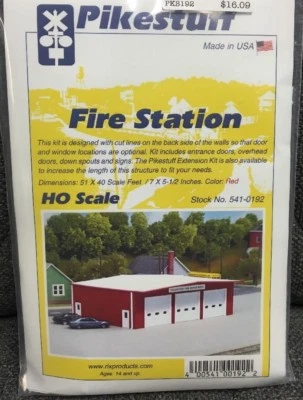 PKS192
$16.09
Pikestuff
Made in USA
Fire Station
This kit is designed with cut lines on the back side of the walls so that door
and window locations are optional. Kit includes entrance doors, overhead
doors, down spouts and signs. The Pikestuff Extension Kit is also available
to increase the length of this structure to fit your needs.
Dimensions: 51 X 40 Scale Feet / 7 X 5-1/2 Inches. Color: Red
HO Scale
Stock No. 541-0192
www.rixproducts.com
Ages: 14 and up.
4 00541 00192 2